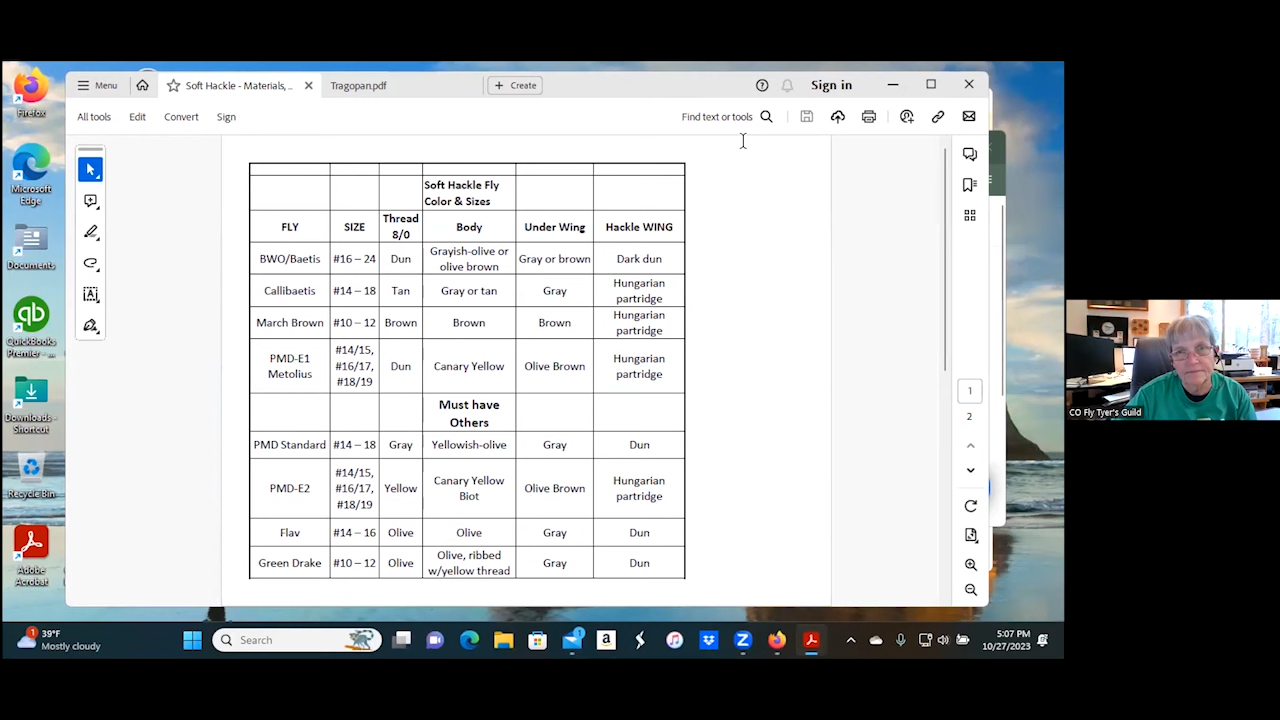 Firefox
Microsoft
Edge
Documents
QuickBooks
Premier - ...
Downloads -
Shortcut
Recycle Bin
Adobe
Acrobat
Menu
Soft Hackle - Materials, ..
Tragopan.pdf
+ Create
Sign in
All tools
Edit
Convert
Sign
Find text or tools
Soft Hackle Fly
Color & Sizes
FLY SIZE Thread 8/0 Body Under Wing Hackle WING
BWO/Baetis #16 – 24 Dun Grayish-olive or olive brown Gray or brown Dark dun
Callibaetis #14 – 18 Tan Gray or tan Gray Hungarian partridge
March Brown #10 – 12 Brown Brown Brown Hungarian partridge
PMD-E1 Metolius #14/15, #16/17, #18/19 Dun Canary Yellow Olive Brown Hungarian partridge
Must have
Others
PMD Standard #14 – 18 Gray Yellowish-olive Gray Dun
PMD-E2 #14/15, #16/17, #18/19 Yellow Canary Yellow Biot Olive Brown Hungarian partridge
Flav #14 – 16 Olive Olive Gray Dun
Green Drake #10 – 12 Olive Olive, ribbed w/yellow thread Gray Dun
1
2
CO Fly Tyer's Guild
1
39°F
Mostly cloudy
Search
1
5:07 PM
10/27/2023